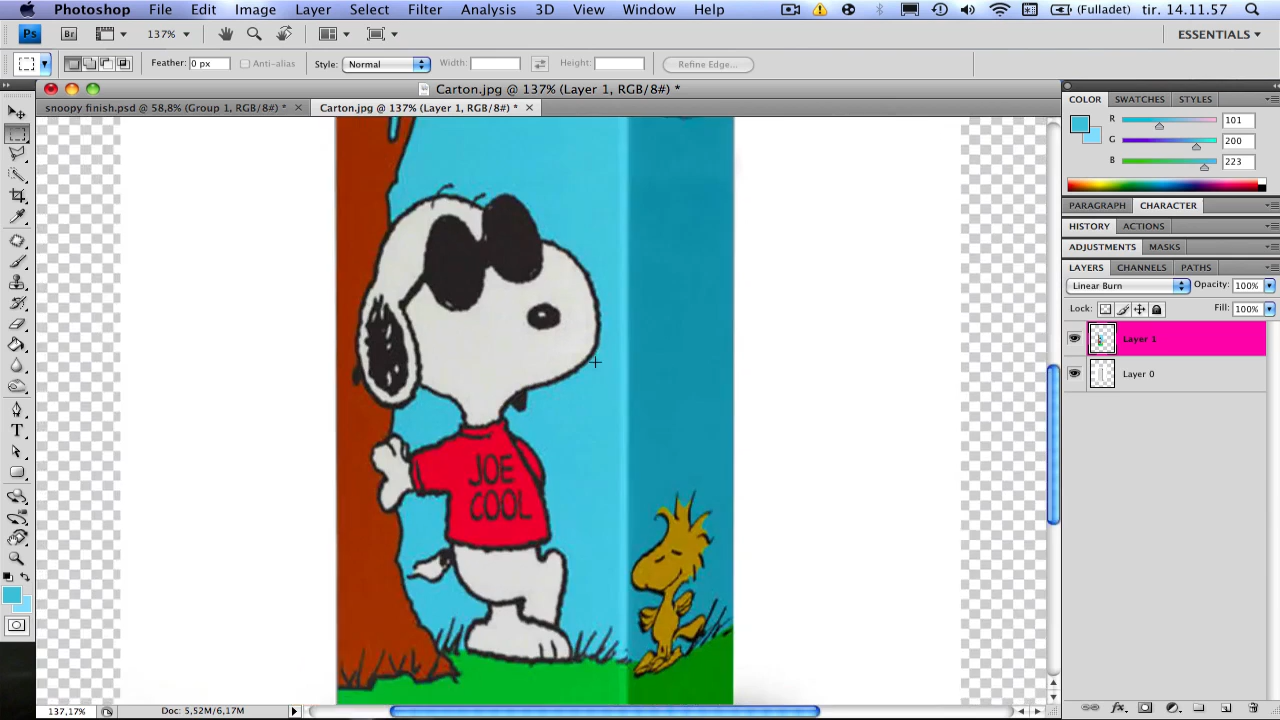 Photoshop File Edit Image Layer Select Filter Analysis 3D View Window Help (Fulladet) tir. 14.11.57
Ps Br 137% ESSENTIALS
Feather: 0 px Anti-alias Style: Normal Width: Height: Refine Edge...
Carton.jpg @ 137% (Layer 1, RGB/8#) *
snoopy finish.psd @ 58,8% (Group 1, RGB/8#) * Carton.jpg @ 137% (Layer 1, RGB/8#) *
COLOR SWATCHES STYLES
R 101
G 200
B 223
PARAGRAPH CHARACTER
HISTORY ACTIONS
ADJUSTMENTS MASKS
LAYERS CHANNELS PATHS
Linear Burn Opacity: 100%
Lock: Fill: 100%
Layer 1
Layer 0
JOE
COOL
137,17% Doc: 5,52M/6,17M